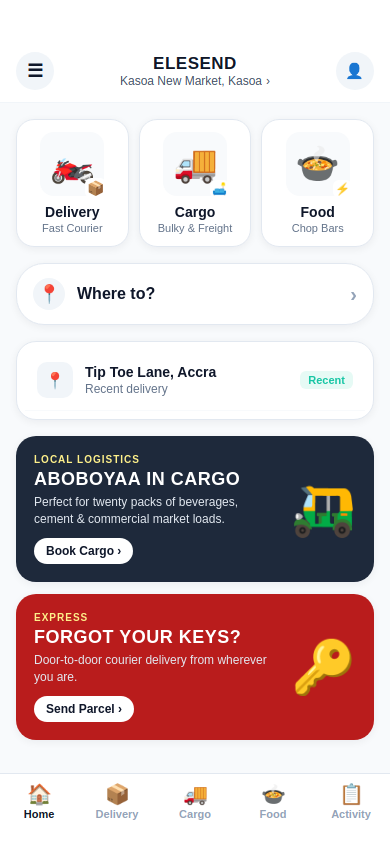 ELESEND
Kasoa New Market, Kasoa ›
Delivery
Fast Courier
Cargo
Bulky & Freight
Food
Chop Bars
Where to?
›
Tip Toe Lane, Accra
Recent delivery
Recent
LOCAL LOGISTICS
ABOBOYAA IN CARGO
Perfect for twenty packs of beverages,
cement & commercial market loads.
Book Cargo ›
EXPRESS
FORGOT YOUR KEYS?
Door-to-door courier delivery from wherever
you are.
Send Parcel ›
Home
Delivery
Cargo
Food
Activity